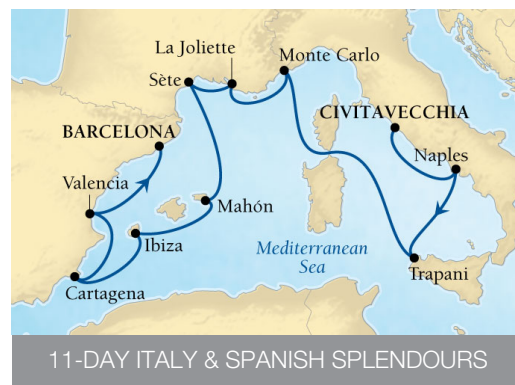 La Joliette
Monte Carlo
Sète
CIVITAVECCHIA
BARCELONA
Naples
Valencia
Mahón
Ibiza
Mediterranean
Sea
Trapani
Cartagena
11-DAY ITALY & SPANISH SPLENDOURS